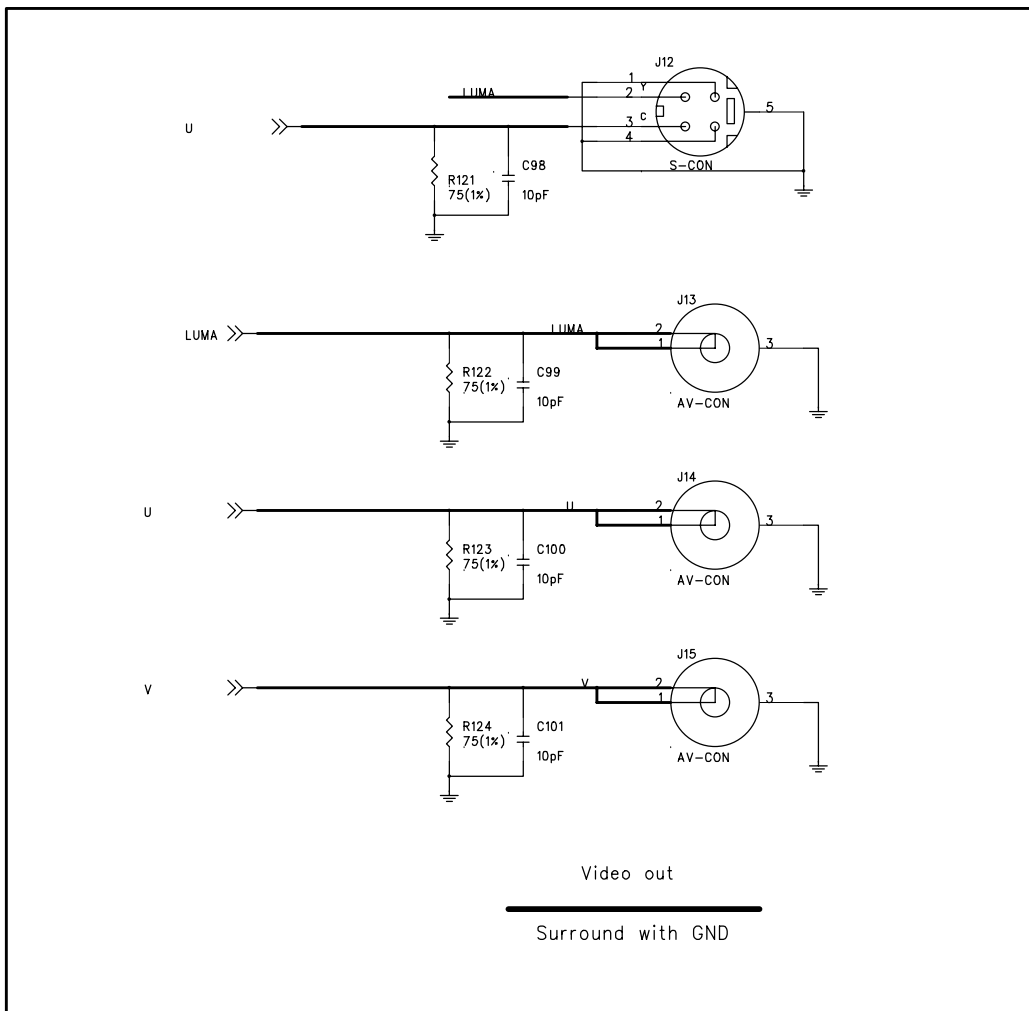 J12
1
Y
LUMA
2
U
C
3
5
4
S-CON
R121
75(1%)
C98
10pF
J13
LUMA
LUMA
2
1
3
R122
75(1%)
C99
10pF
AV-CON
J14
U
U
2
1
3
R123
75(1%)
C100
10pF
AV-CON
J15
V
V
2
1
3
R124
75(1%)
C101
10pF
AV-CON
Video out
Surround with GND